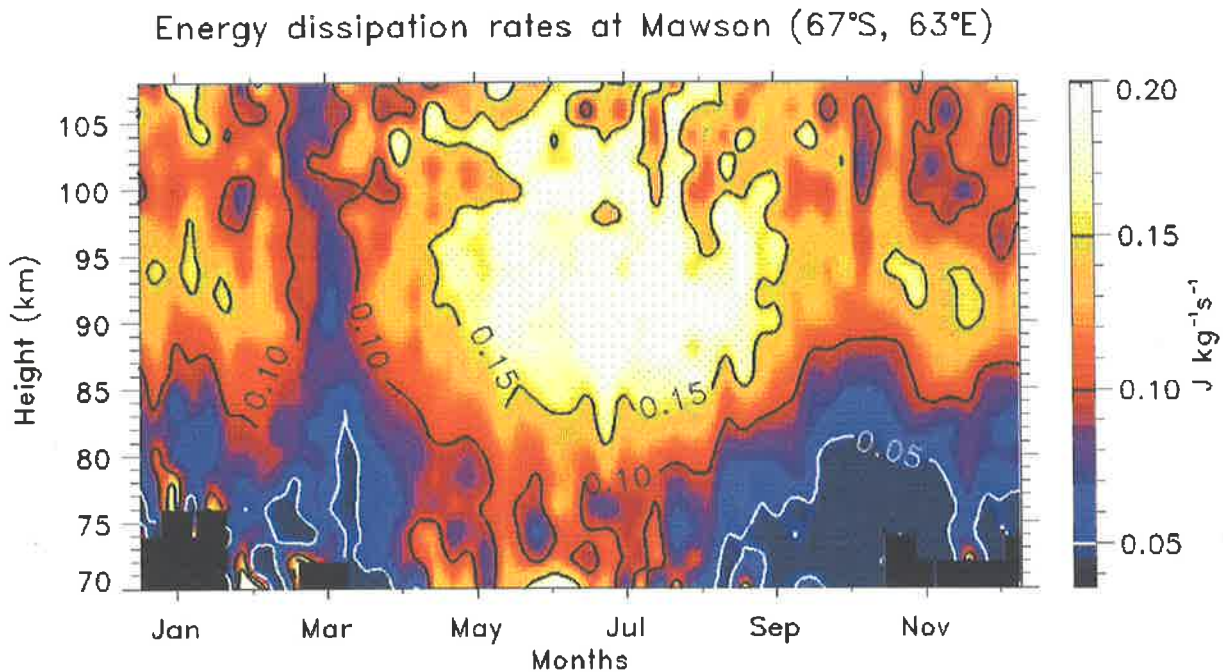 Energy dissipation rates at Mawson (67°S, 63°E)
105
100
95
90
85
80
75
70
Height (km)
0.10
0.10
0.15
0.15
0.10
0.05
Jan
Mar
May
Jul
Sep
Nov
Months
0.20
0.15
0.10
0.05
J kg⁻¹s⁻¹